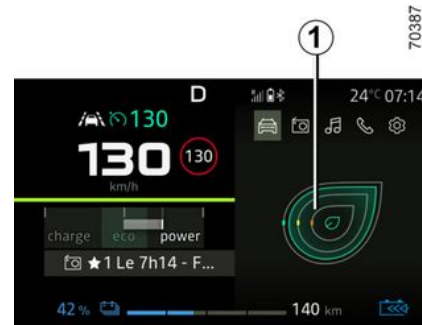 70387
1
D
24°C 07:14
130
130
130
km/h
charge eco power
★1 Le 7h14 - F...
42 %
140 km